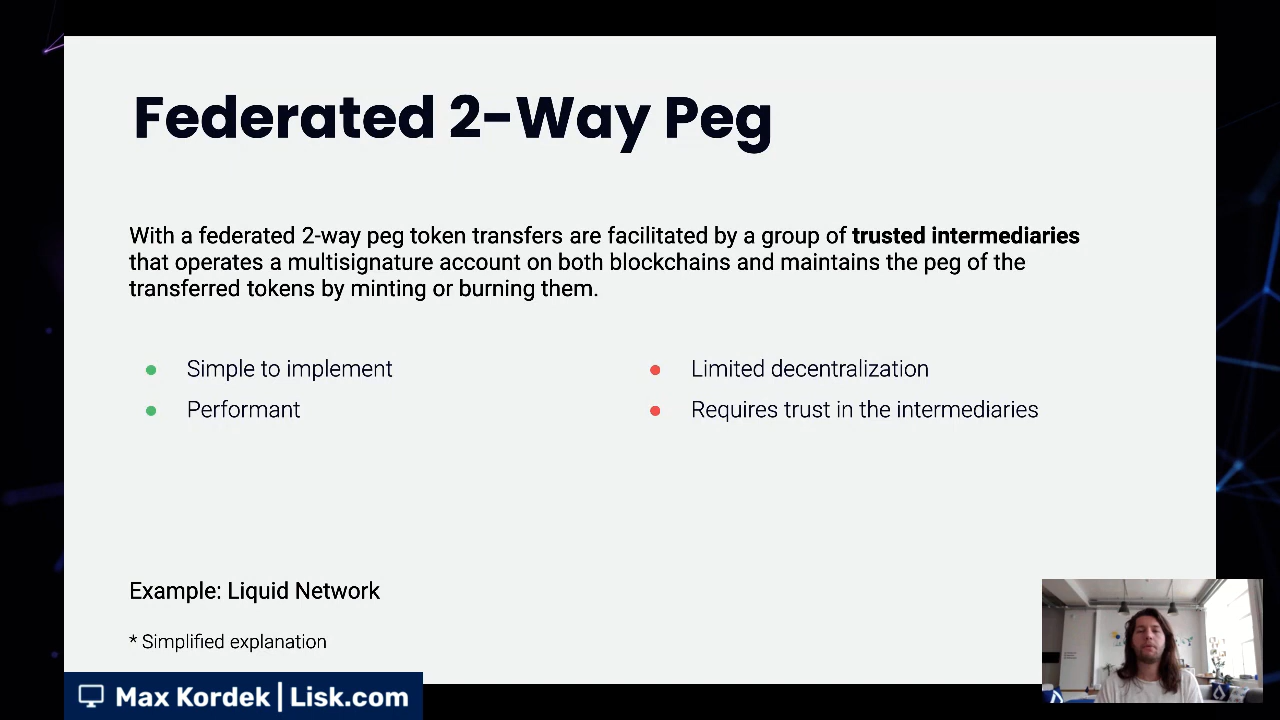 Federated 2-Way Peg
With a federated 2-way peg token transfers are facilitated by a group of trusted intermediaries
that operates a multisignature account on both blockchains and maintains the peg of the
transferred tokens by minting or burning them.
Simple to implement
Performant
Limited decentralization
Requires trust in the intermediaries
Example: Liquid Network
* Simplified explanation
Max Kordek | Lisk.com